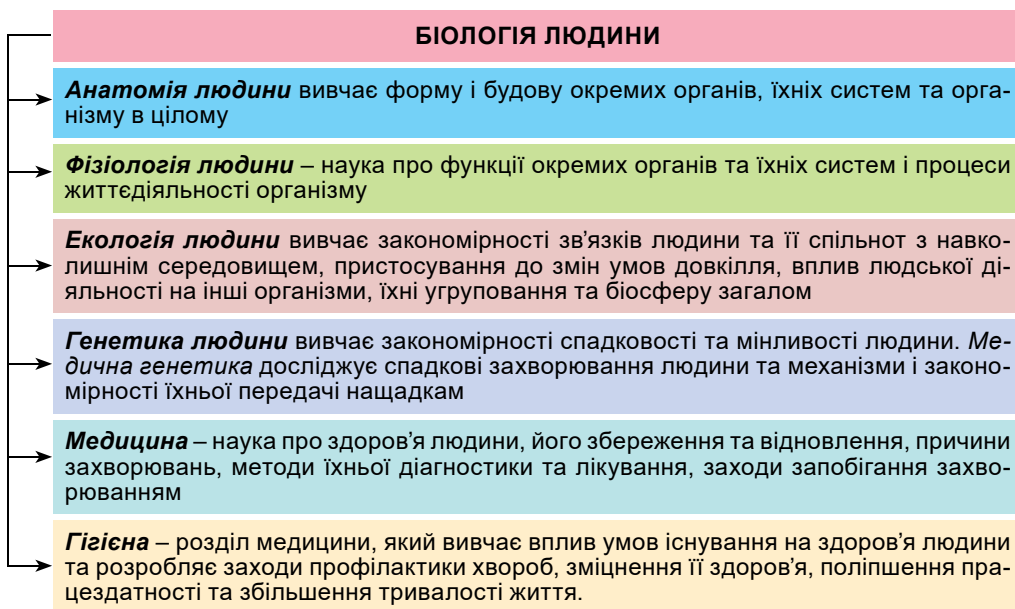 БІОЛОГІЯ ЛЮДИНИ
Анатомія людини вивчає форму і будову окремих органів, їхніх систем та орга-
нізму в цілому
Фізіологія людини – наука про функції окремих органів та їхніх систем і процеси
життєдіяльності організму
Екологія людини вивчає закономірності зв'язків людини та її спільнот з навко-
лишнім середовищем, пристосування до змін умов довкілля, вплив людської ді-
яльності на інші організми, їхні угруповання та біосферу загалом
Генетика людини вивчає закономірності спадковості та мінливості людини. Ме-
дична генетика досліджує спадкові захворювання людини та механізми і законо-
мірності їхньої передачі нащадкам
Медицина – наука про здоров'я людини, його збереження та відновлення, причини
захворювань, методи їхньої діагностики та лікування, заходи запобігання захво-
рюванням
Гігієна – розділ медицини, який вивчає вплив умов існування на здоров'я людини
та розробляє заходи профілактики хвороб, зміцнення її здоров'я, поліпшення пра-
цездатності та збільшення тривалості життя.